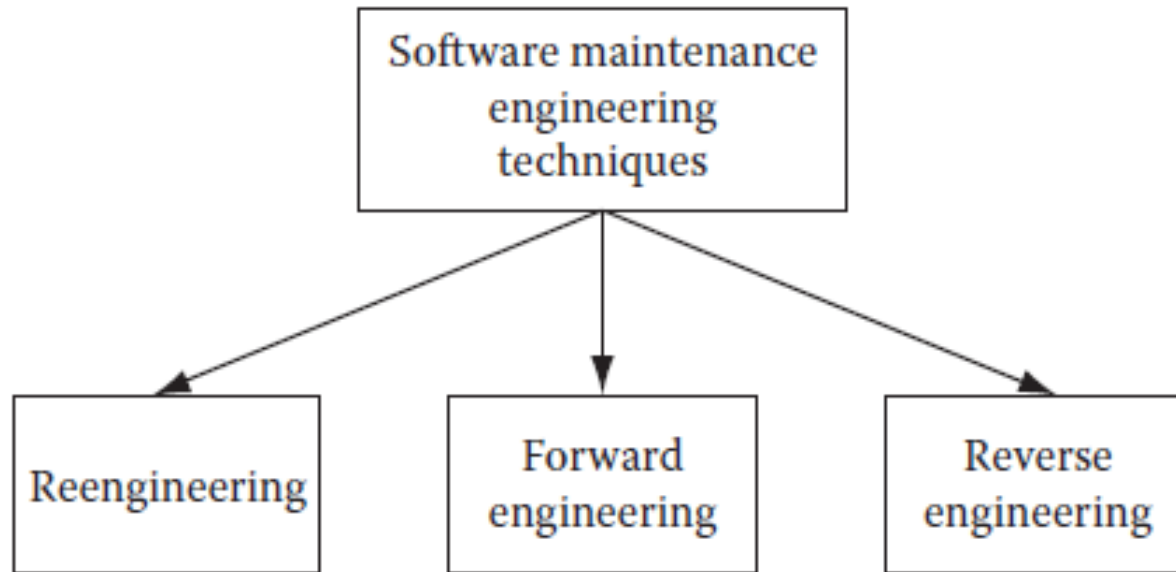 Software maintenance
engineering
techniques
Reengineering
Forward
engineering
Reverse
engineering